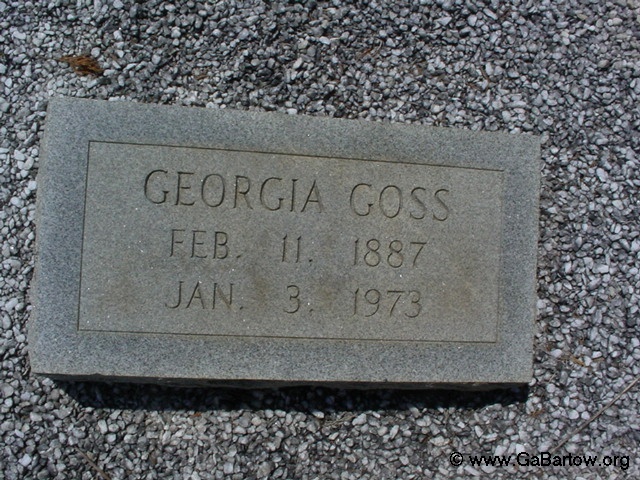 GEORGIA GOSS
FEB. 11. 1887
JAN. 3. 1973
© www.GaBartow.org